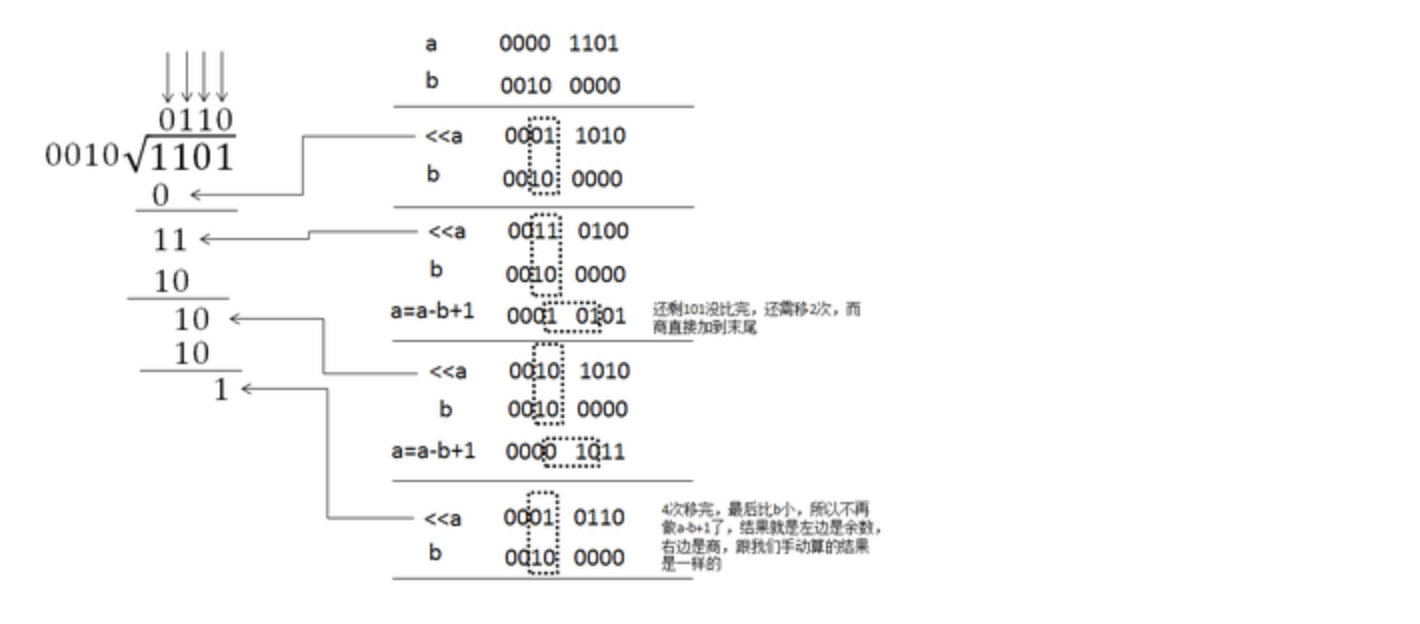 a 0000 1101
b 0010 0000
0110
0010√1101
0
11
10
10
10
1
<<a 0001 1010
b 0010 0000
<<a 0011 0100
b 0010 0000
a=a-b+1 0001 0101
还剩101没比完，还需移2次，而
商直接加到末尾
<<a 0010 1010
b 0010 0000
a=a-b+1 0000 1011
<<a 0001 0110
b 0010 0000
4次移完，最后比b小，所以不再
做a-b+1了，结果就是左边是余数，
右边是商，跟我们手动算的结果
是一样的